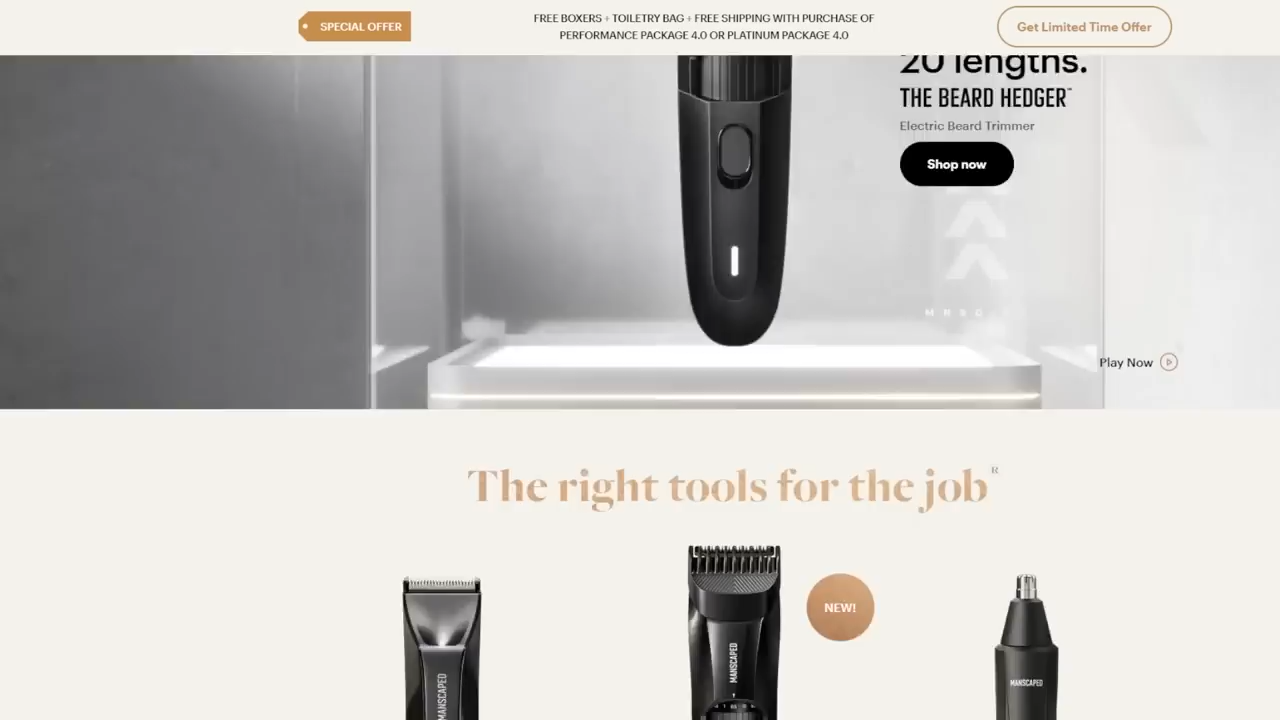 SPECIAL OFFER
FREE BOXERS + TOILETRY BAG + FREE SHIPPING WITH PURCHASE OF
PERFORMANCE PACKAGE 4.0 OR PLATINUM PACKAGE 4.0
Get Limited Time Offer
20 lengths.
THE BEARD HEDGER™
Electric Beard Trimmer
Shop now
Play Now
The right tools for the job®
NEW!
MANSCAPED
MANSCAPED
MANSCAPED